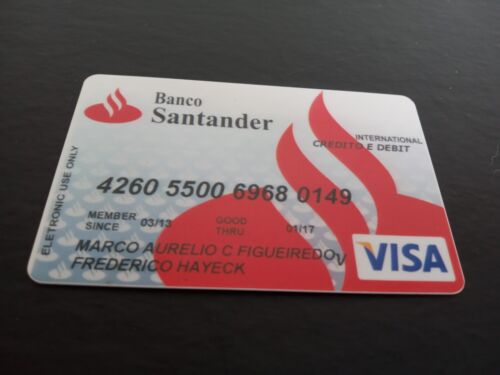 Banco
Santander
INTERNATIONAL
CREDITO E DEBIT
ELETRONIC USE ONLY
4260 5500 6968 0149
MEMBER SINCE 03/13 GOOD THRU 01/17
MARCO AURELIO C FIGUEIREDO V
FREDERICO HAYECK
VISA